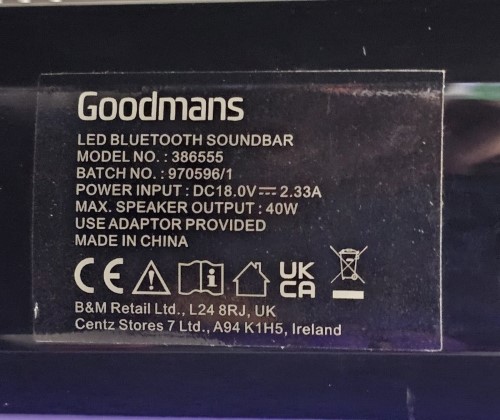 Goodmans
LED BLUETOOTH SOUNDBAR
MODEL NO. : 386555
BATCH NO. : 970596/1
POWER INPUT : DC18.0V⎓2.33A
MAX. SPEAKER OUTPUT : 40W
USE ADAPTOR PROVIDED
MADE IN CHINA
CE UK CA
B&M Retail Ltd., L24 8RJ, UK
Centz Stores 7 Ltd., A94 K1H5, Ireland